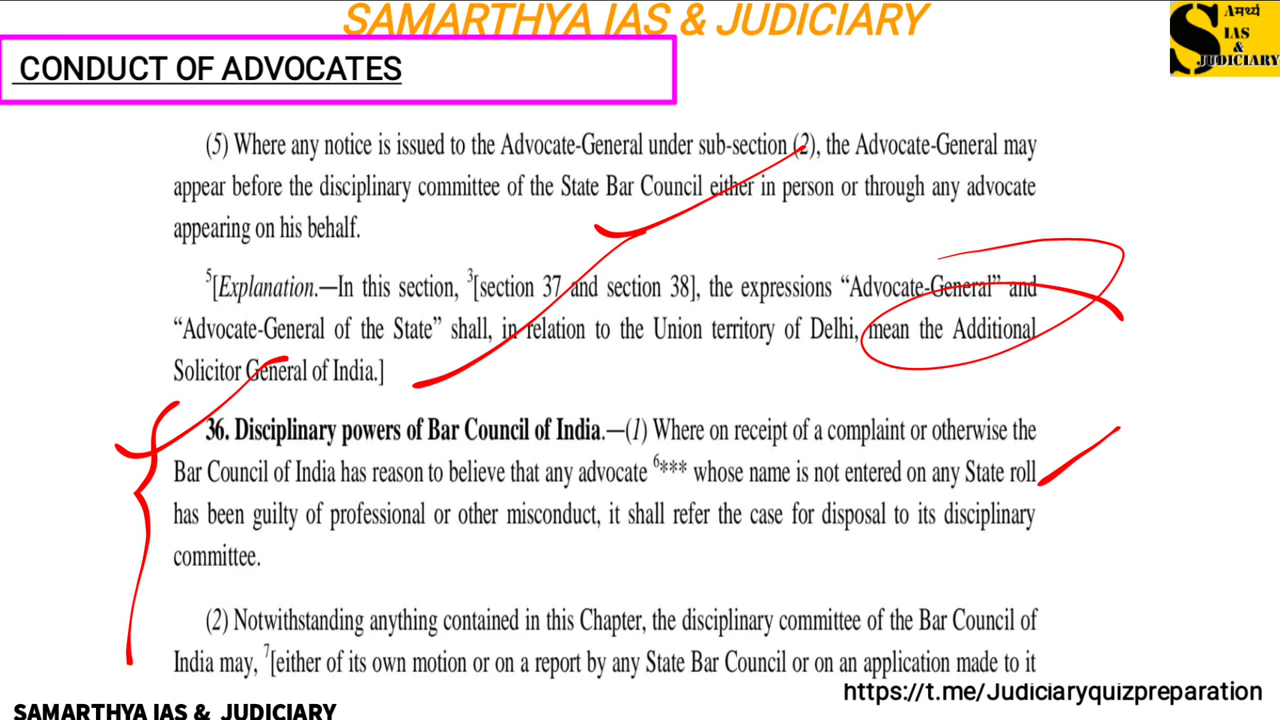 SAMARTHYA IAS & JUDICIARY
S
अमर्थ्य
IAS
&
JUDICIARY
CONDUCT OF ADVOCATES
(5) Where any notice is issued to the Advocate-General under sub-section (2), the Advocate-General may
appear before the disciplinary committee of the State Bar Council either in person or through any advocate
appearing on his behalf.
5[Explanation.—In this section, 3[section 37 and section 38], the expressions “Advocate-General” and
“Advocate-General of the State” shall, in relation to the Union territory of Delhi, mean the Additional
Solicitor General of India.]
36. Disciplinary powers of Bar Council of India.—(1) Where on receipt of a complaint or otherwise the
Bar Council of India has reason to believe that any advocate 6*** whose name is not entered on any State roll
has been guilty of professional or other misconduct, it shall refer the case for disposal to its disciplinary
committee.
(2) Notwithstanding anything contained in this Chapter, the disciplinary committee of the Bar Council of
India may, 7[either of its own motion or on a report by any State Bar Council or on an application made to it
https://t.me/Judiciaryquizpreparation
SAMARTHYA IAS & JUDICIARY